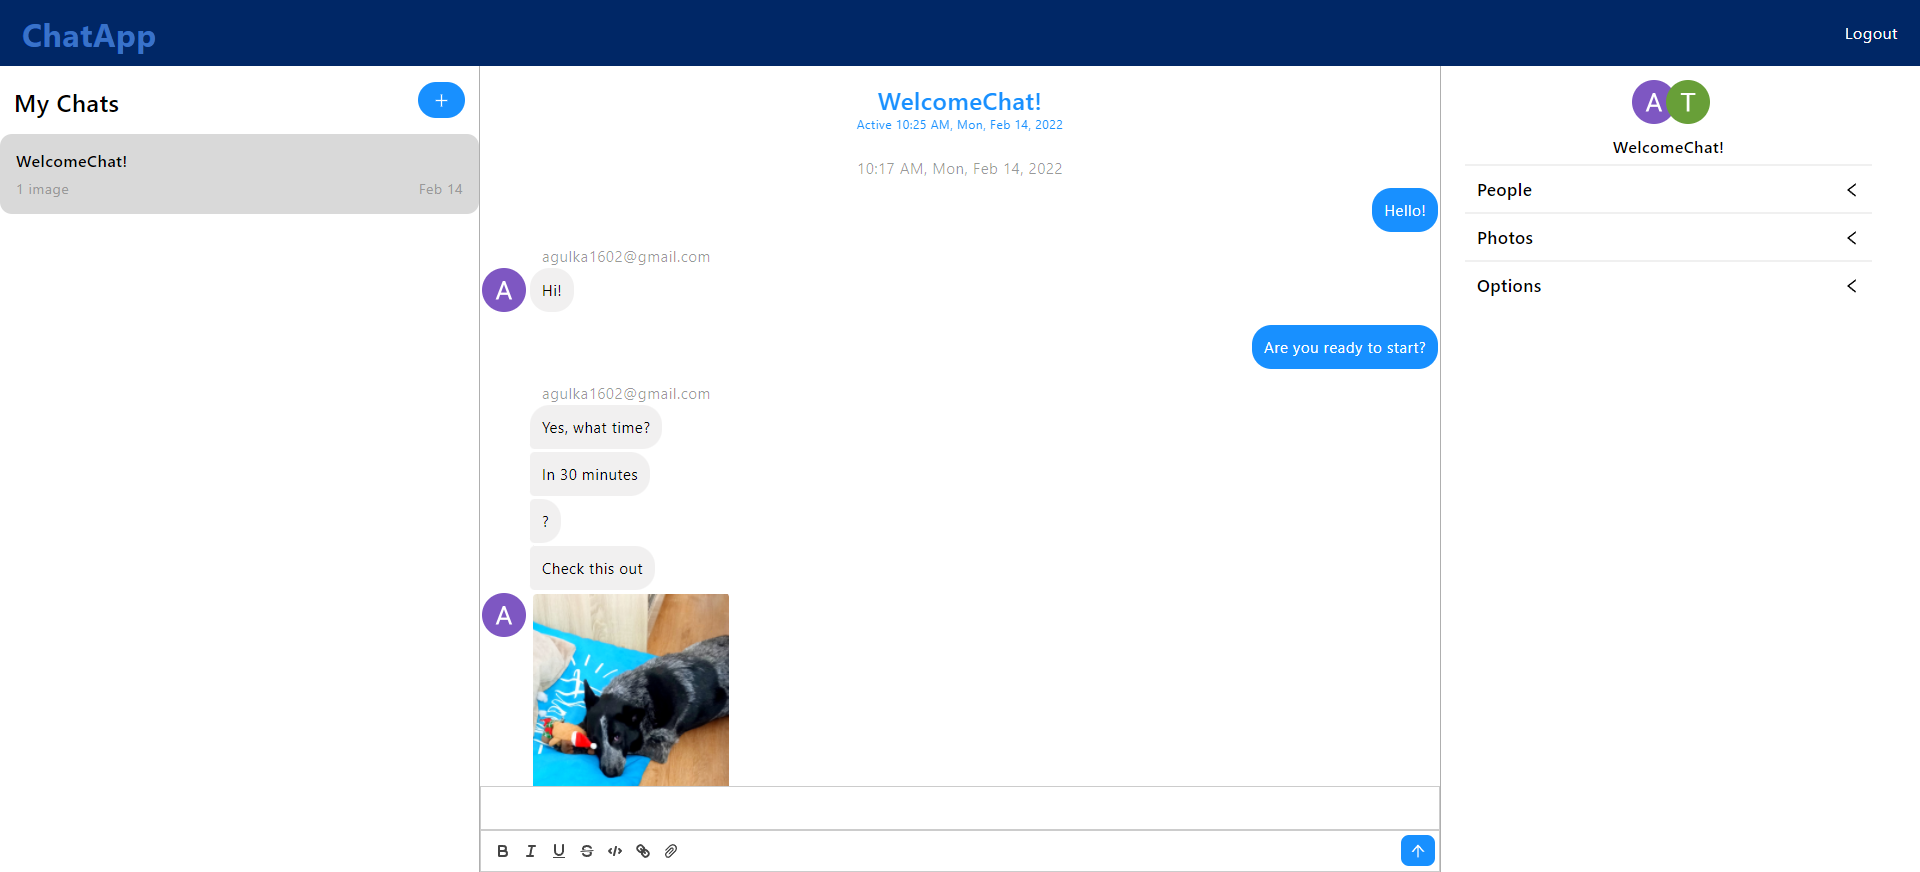 ChatApp
Logout
My Chats
+
WelcomeChat!
1 image
Feb 14
WelcomeChat!
Active 10:25 AM, Mon, Feb 14, 2022
10:17 AM, Mon, Feb 14, 2022
Hello!
agulka1602@gmail.com
A
Hi!
Are you ready to start?
agulka1602@gmail.com
Yes, what time?
In 30 minutes
?
Check this out
A
B I U S </>
A T
WelcomeChat!
People
Photos
Options